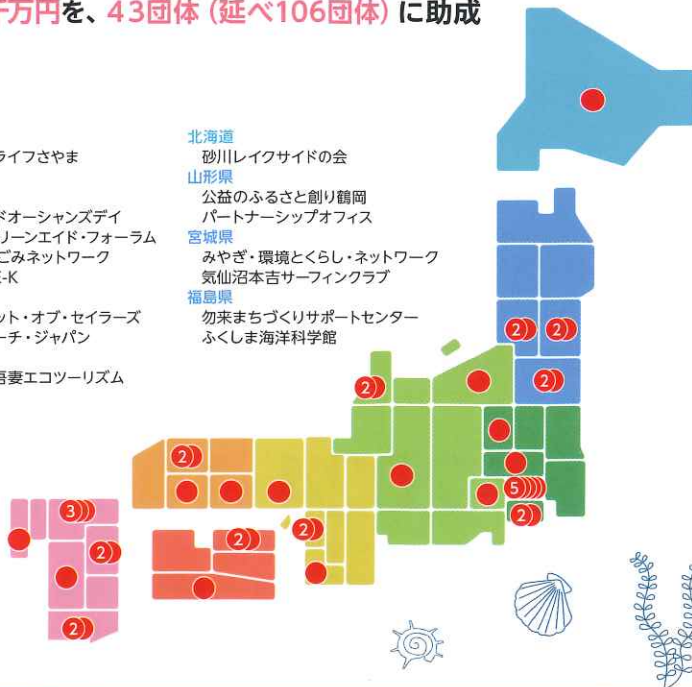 千万円を、43団体（延べ106団体）に助成
ライフさやま
ドオーシャンズデイ
リーンエイド・フォーラム
ごみネットワーク
E-K
ット・オブ・セイラーズ
ーチ・ジャパン
吾妻エコツーリズム
北海道
砂川レイクサイドの会
山形県
公益のふるさと創り鶴岡
パートナーシップオフィス
宮城県
みやぎ・環境とくらし・ネットワーク
気仙沼本吉サーフィンクラブ
福島県
勿来まちづくりサポートセンター
ふくしま海洋科学館
2
2
2
2
2
5
2
2
2
3
2
2